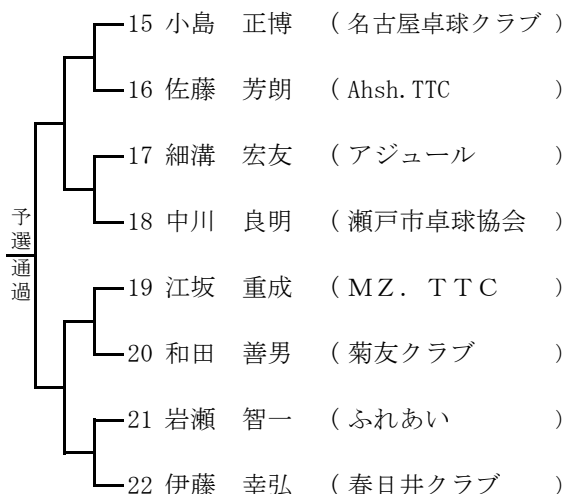 15 小島 正博 （名古屋卓球クラブ）
16 佐藤 芳朗 （Ahsh.TTC ）
17 細溝 宏友 （アジュール ）
18 中川 良明 （瀬戸市卓球協会 ）
予選通過
19 江坂 重成 （ＭＺ．ＴＴＣ ）
20 和田 善男 （菊友クラブ ）
21 岩瀬 智一 （ふれあい ）
22 伊藤 幸弘 （春日井クラブ ）